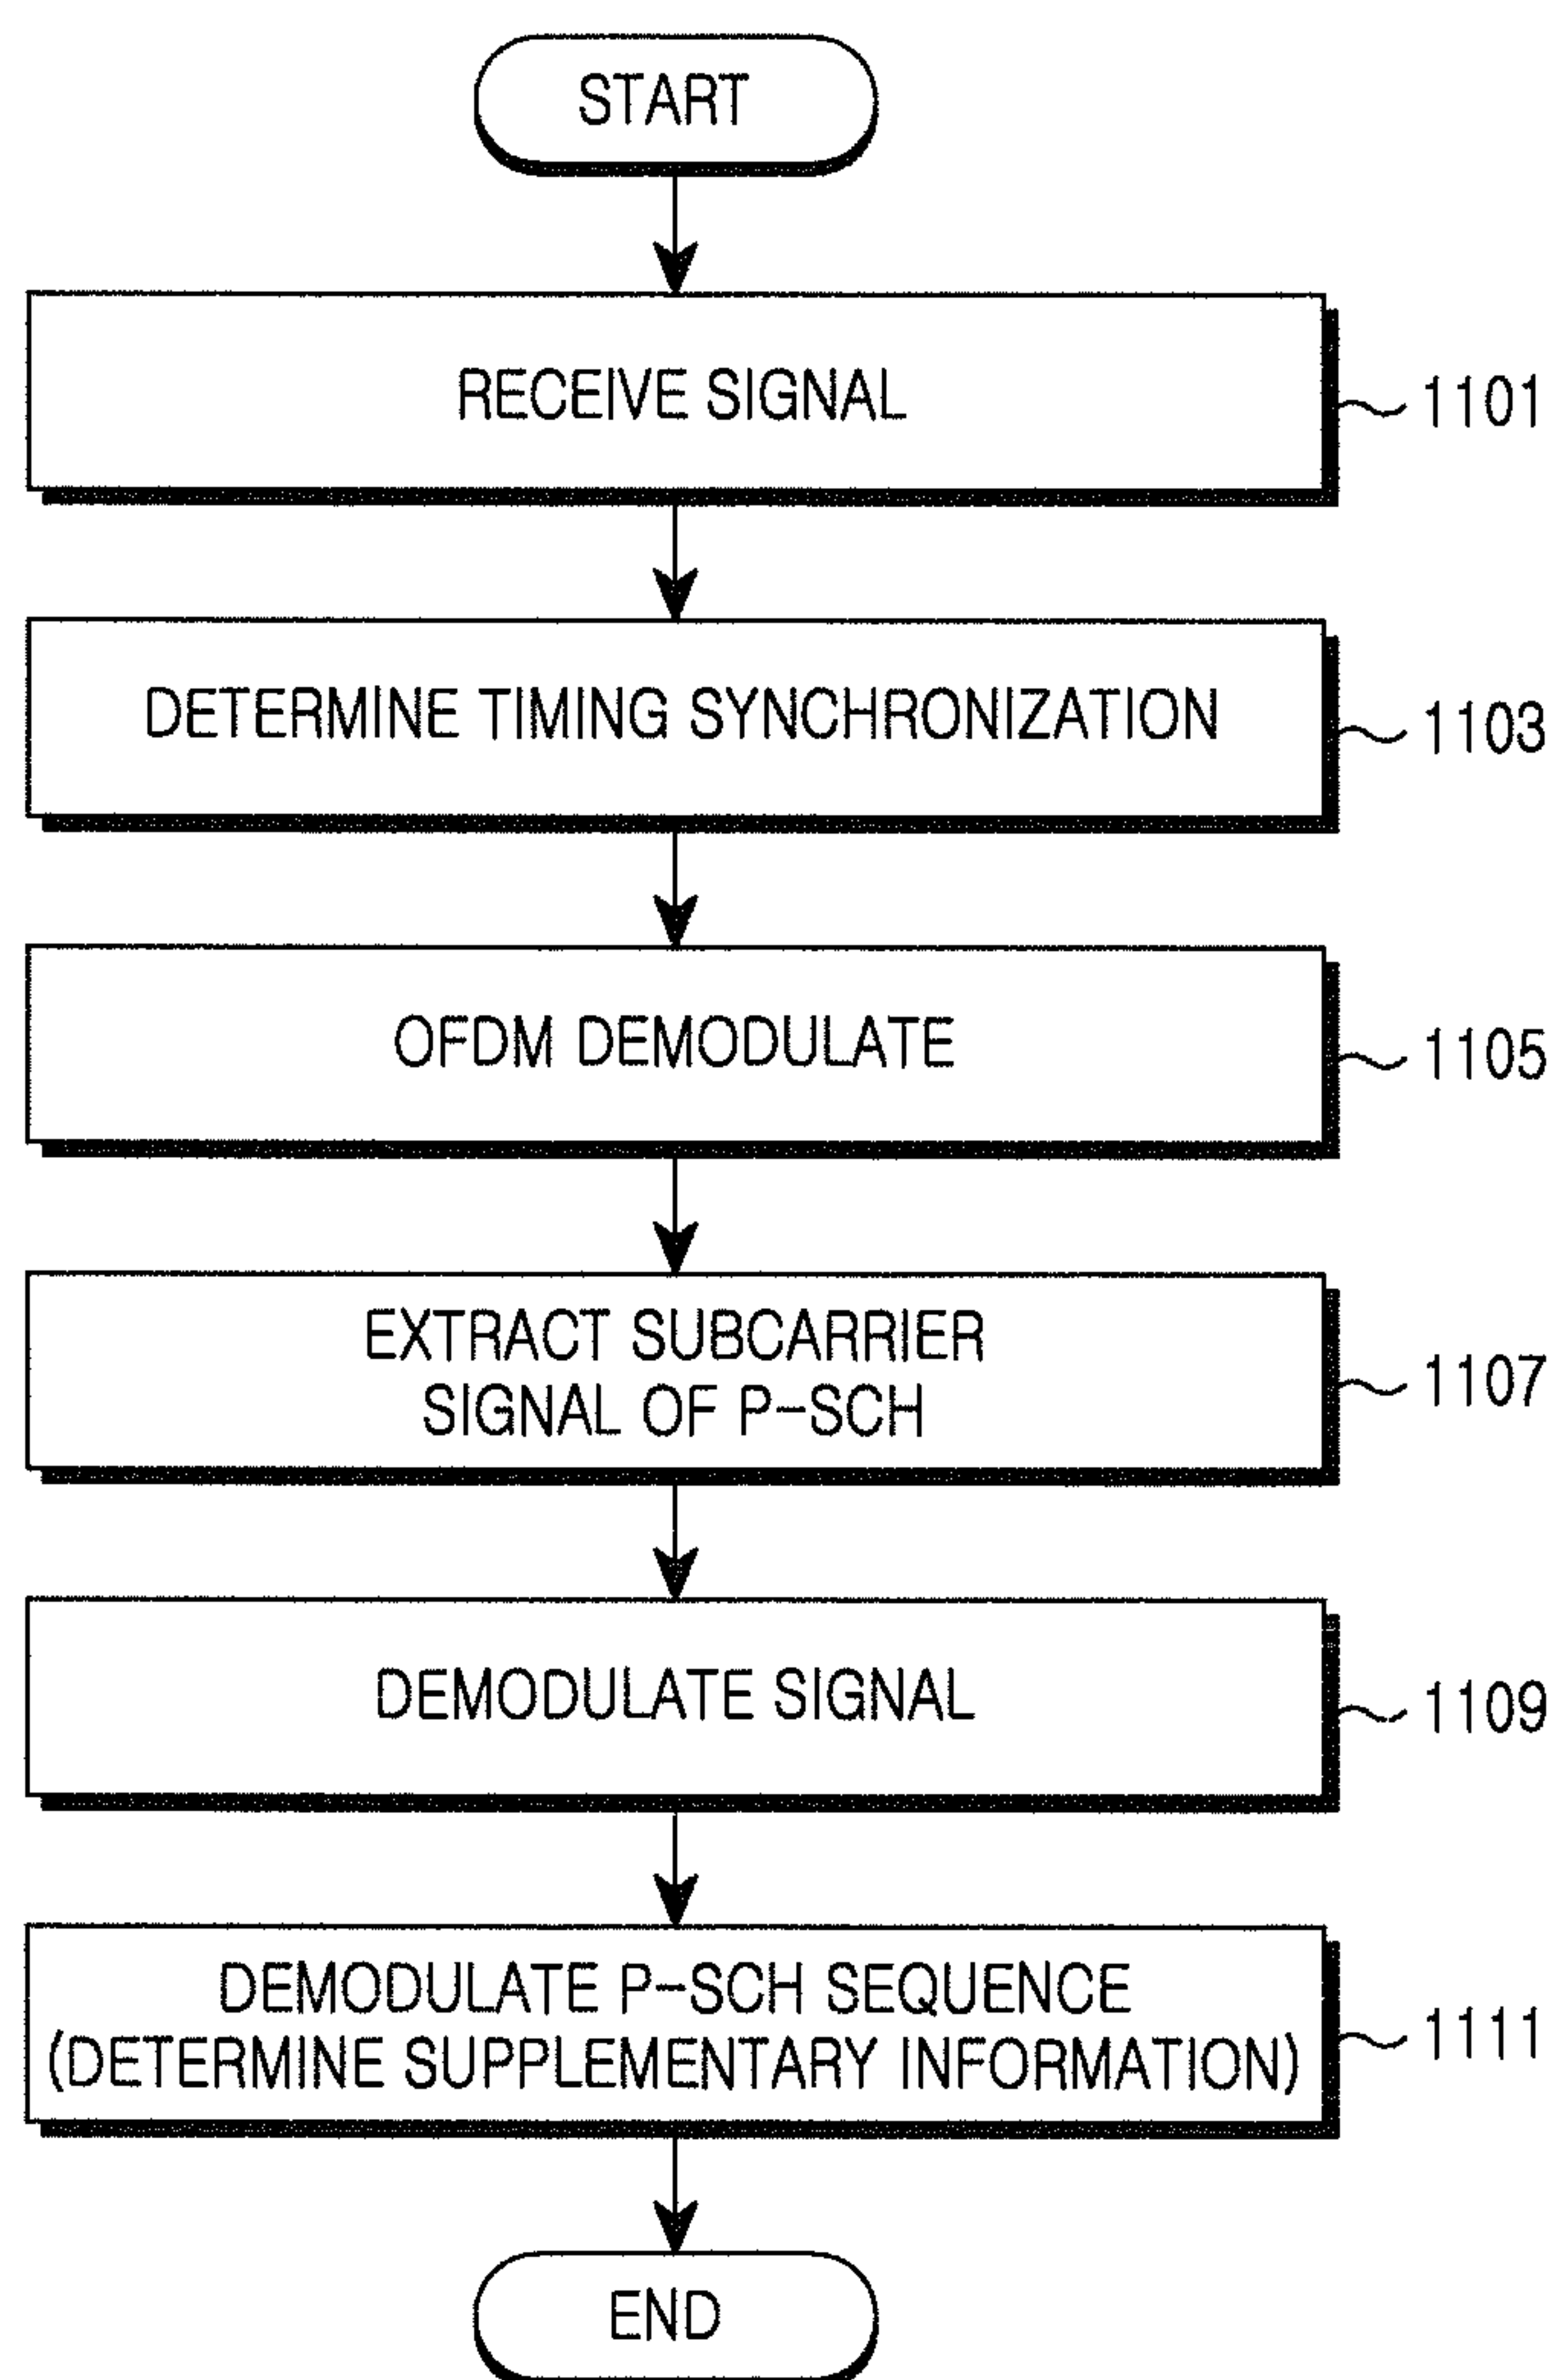 START
RECEIVE SIGNAL
1101
DETERMINE TIMING SYNCHRONIZATION
1103
OFDM DEMODULATE
1105
EXTRACT SUBCARRIER
SIGNAL OF P-SCH
1107
DEMODULATE SIGNAL
1109
DEMODULATE P-SCH SEQUENCE
(DETERMINE SUPPLEMENTARY INFORMATION)
1111
END